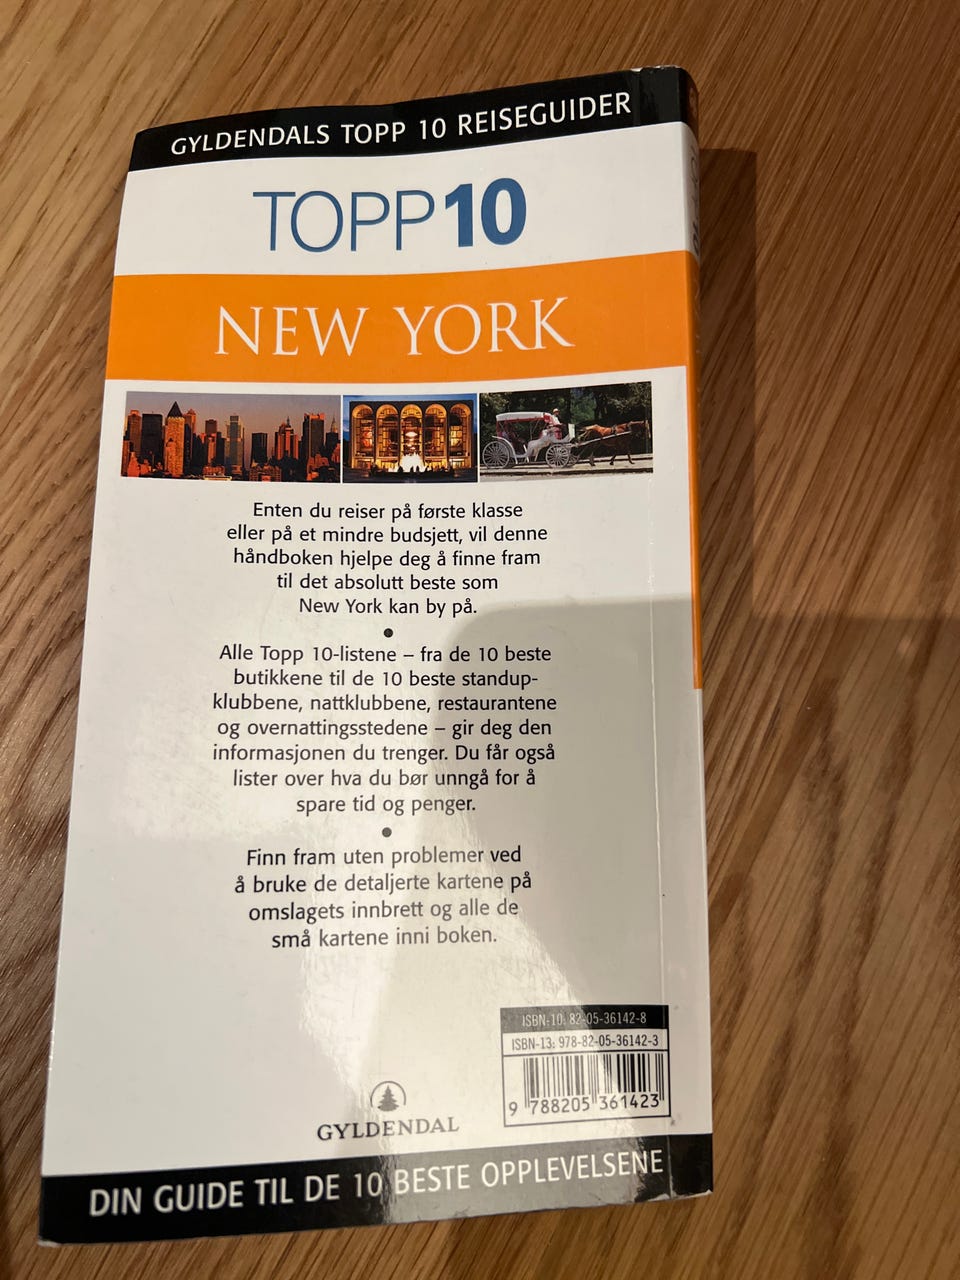 GYLDENDALS TOPP 10 REISEGUIDER
TOPP10
NEW YORK
Enten du reiser på første klasse
eller på et mindre budsjett, vil denne
håndboken hjelpe deg å finne fram
til det absolutt beste som
New York kan by på.
●
Alle Topp 10-listene – fra de 10 beste
butikkene til de 10 beste standup-
klubbene, nattklubbene, restaurantene
og overnattingsstedene – gir deg den
informasjonen du trenger. Du får også
lister over hva du bør unngå for å
spare tid og penger.
●
Finn fram uten problemer ved
å bruke de detaljerte kartene på
omslagets innbrett og alle de
små kartene inni boken.
ISBN-10: 82-05-36142-8
ISBN-13: 978-82-05-36142-3
9 788205 361423
GYLDENDAL
DIN GUIDE TIL DE 10 BESTE OPPLEVELSENE